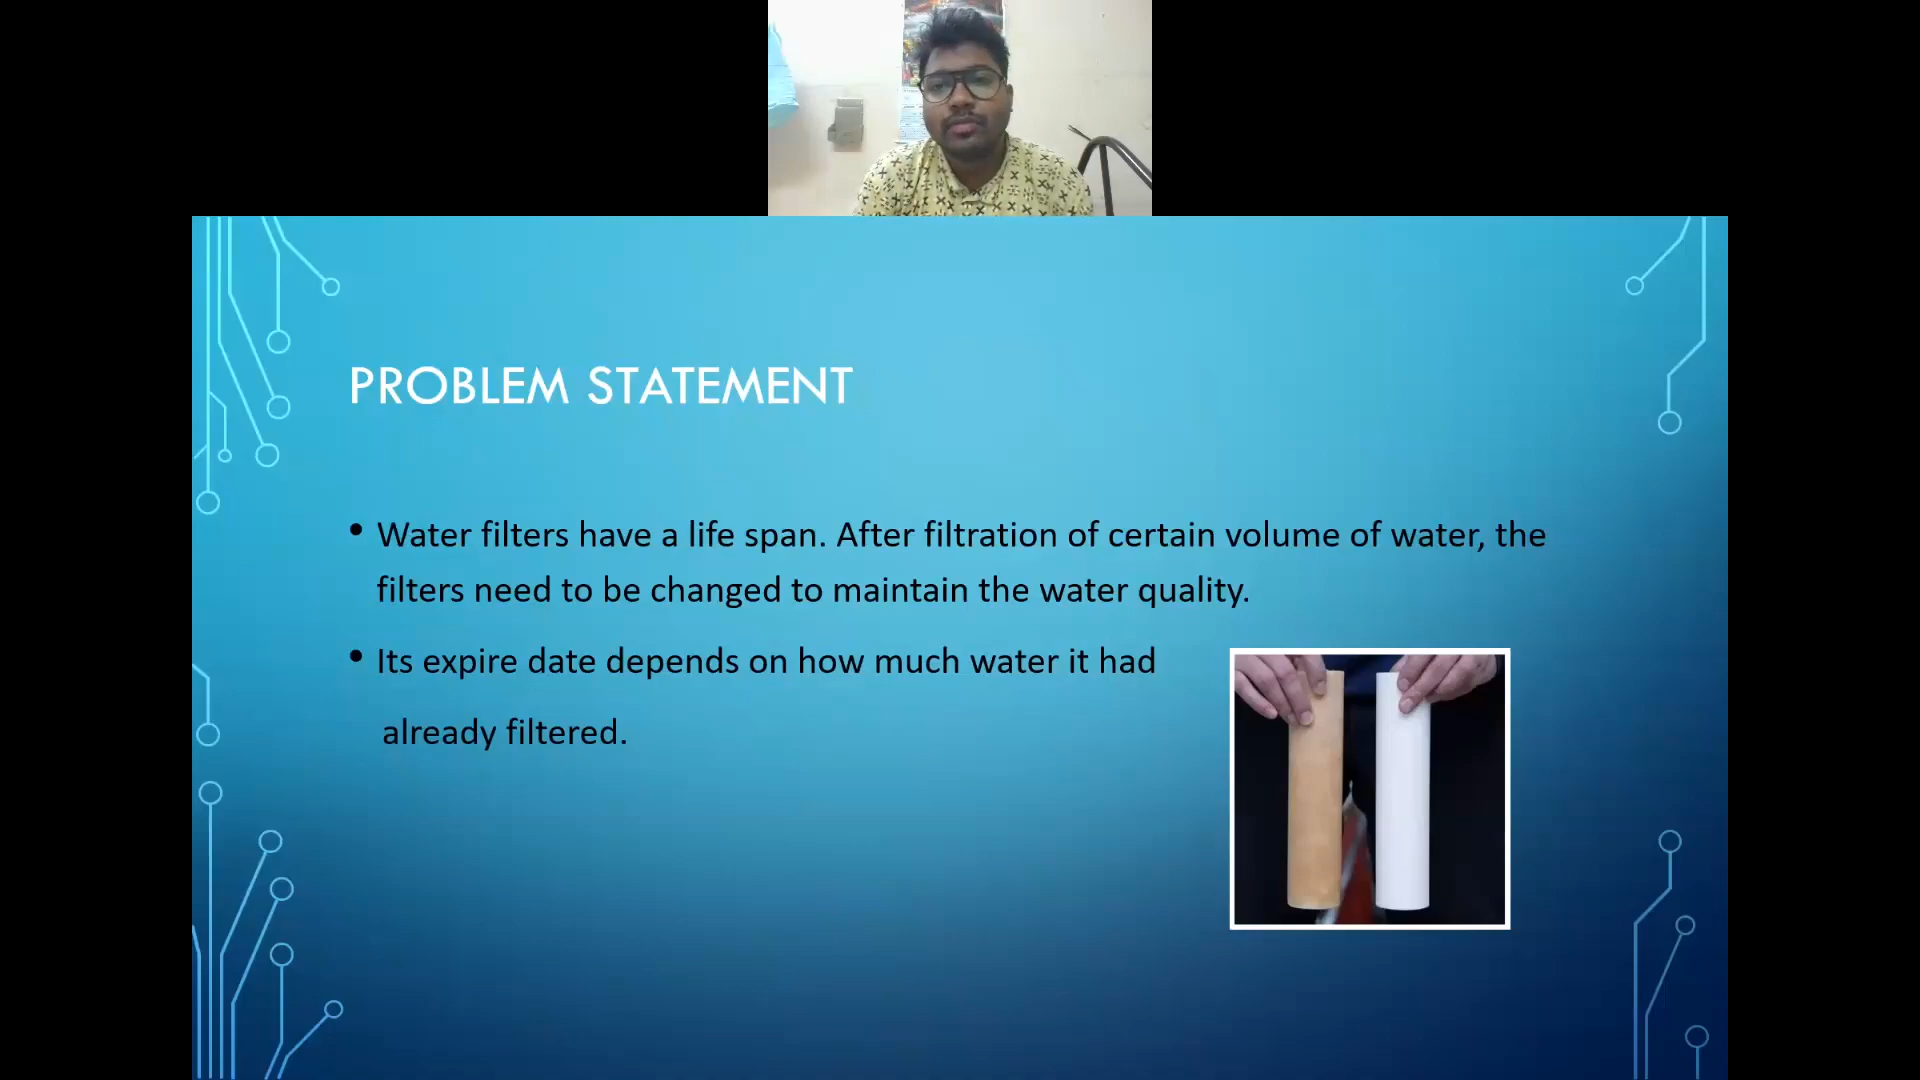 PROBLEM STATEMENT
• Water filters have a life span. After filtration of certain volume of water, the
filters need to be changed to maintain the water quality.
• Its expire date depends on how much water it had
already filtered.